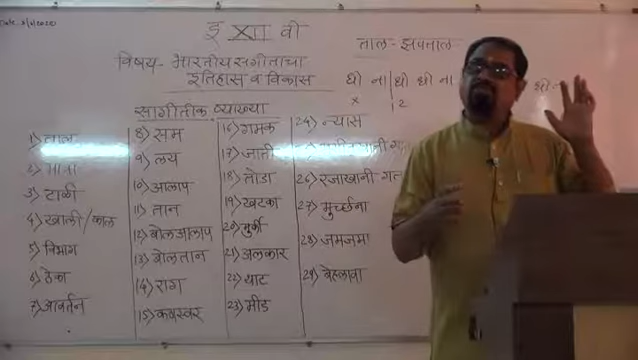 इ XII वी
विषय- भारतीय संगीताचा
इतिहास व विकास
ताल - झपताल
धी ना | धी धी ना
x | 2
सांगीतीक व्याख्या
1) ताल
2) मात्रा
3) टाळी
4) खाली/काल
5) विभाग
6) ठेका
7) आवर्तन
8) सम
9) लय
10) आलाप
11) तान
12) बोलआलाप
13) बोलतान
14) राग
15) कणस्वर
16) गमक
17) जाती
18) तोडा
19) खटका
20) मुर्की
21) अलंकार
22) थाट
23) मींड
24) न्यास
26) रजाखानी गत
27) मुर्च्छना
28) जमजमा
29) बेहलावा